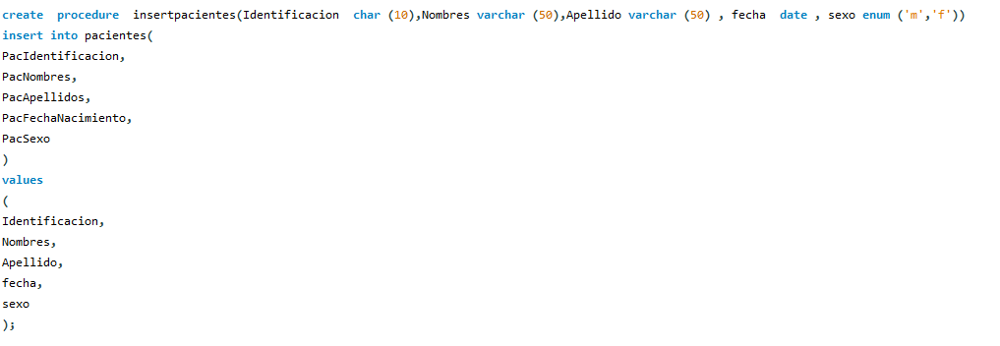 create  procedure  insertpacientes(Identificacion  char (10),Nombres varchar (50),Apellido varchar (50) , fecha  date , sexo enum ('m','f'))
insert into pacientes(
PacIdentificacion,
PacNombres,
PacApellidos,
PacFechaNacimiento,
PacSexo
)
values
(
Identificacion,
Nombres,
Apellido,
fecha,
sexo
);